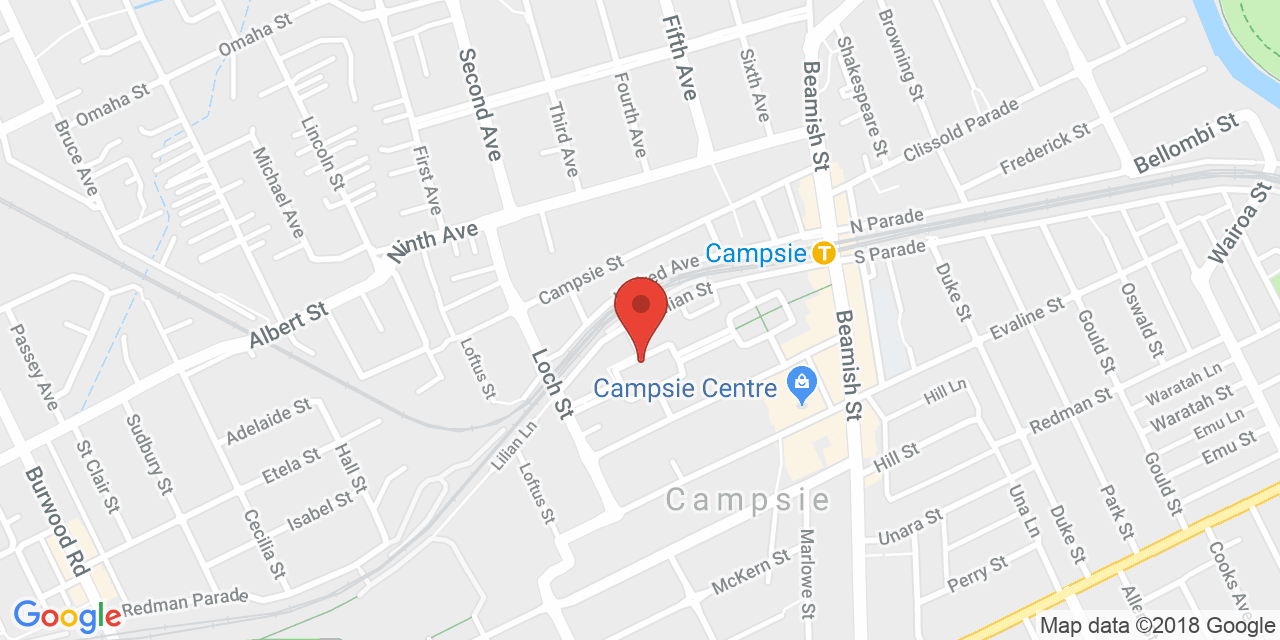 Omaha St
Omaha St
Bruce Ave
Michael Ave
Lincoln St
First Ave
Second Ave
Third Ave
Fourth Ave
Fifth Ave
Sixth Ave
Beamish St
Shakespeare St
Browning St
Clissold Parade
Frederick St
Bellombi St
Wairoa St
Ninth Ave
Albert St
Campsie St
N Parade
S Parade
Campsie
T
Duke St
Evaline St
Gould St
Oswald St
Passey Ave
Loftus St
Loch St
Beamish St
Campsie Centre
Hill Ln
Waratah Ln
Waratah St
Redman St
Emu Ln
Emu St
Adelaide St
Sudbury St
St Clair St
Etela St
Hall St
Isabel St
Cecilia St
Lilian Ln
Loftus St
Hill St
Gould St
Park St
Una Ln
Duke St
Unara St
Campsie
Burwood Rd
Marlowe St
McKern St
Perry St
Cooks Ave
Redman Parade
Google
Map data ©2018 Google